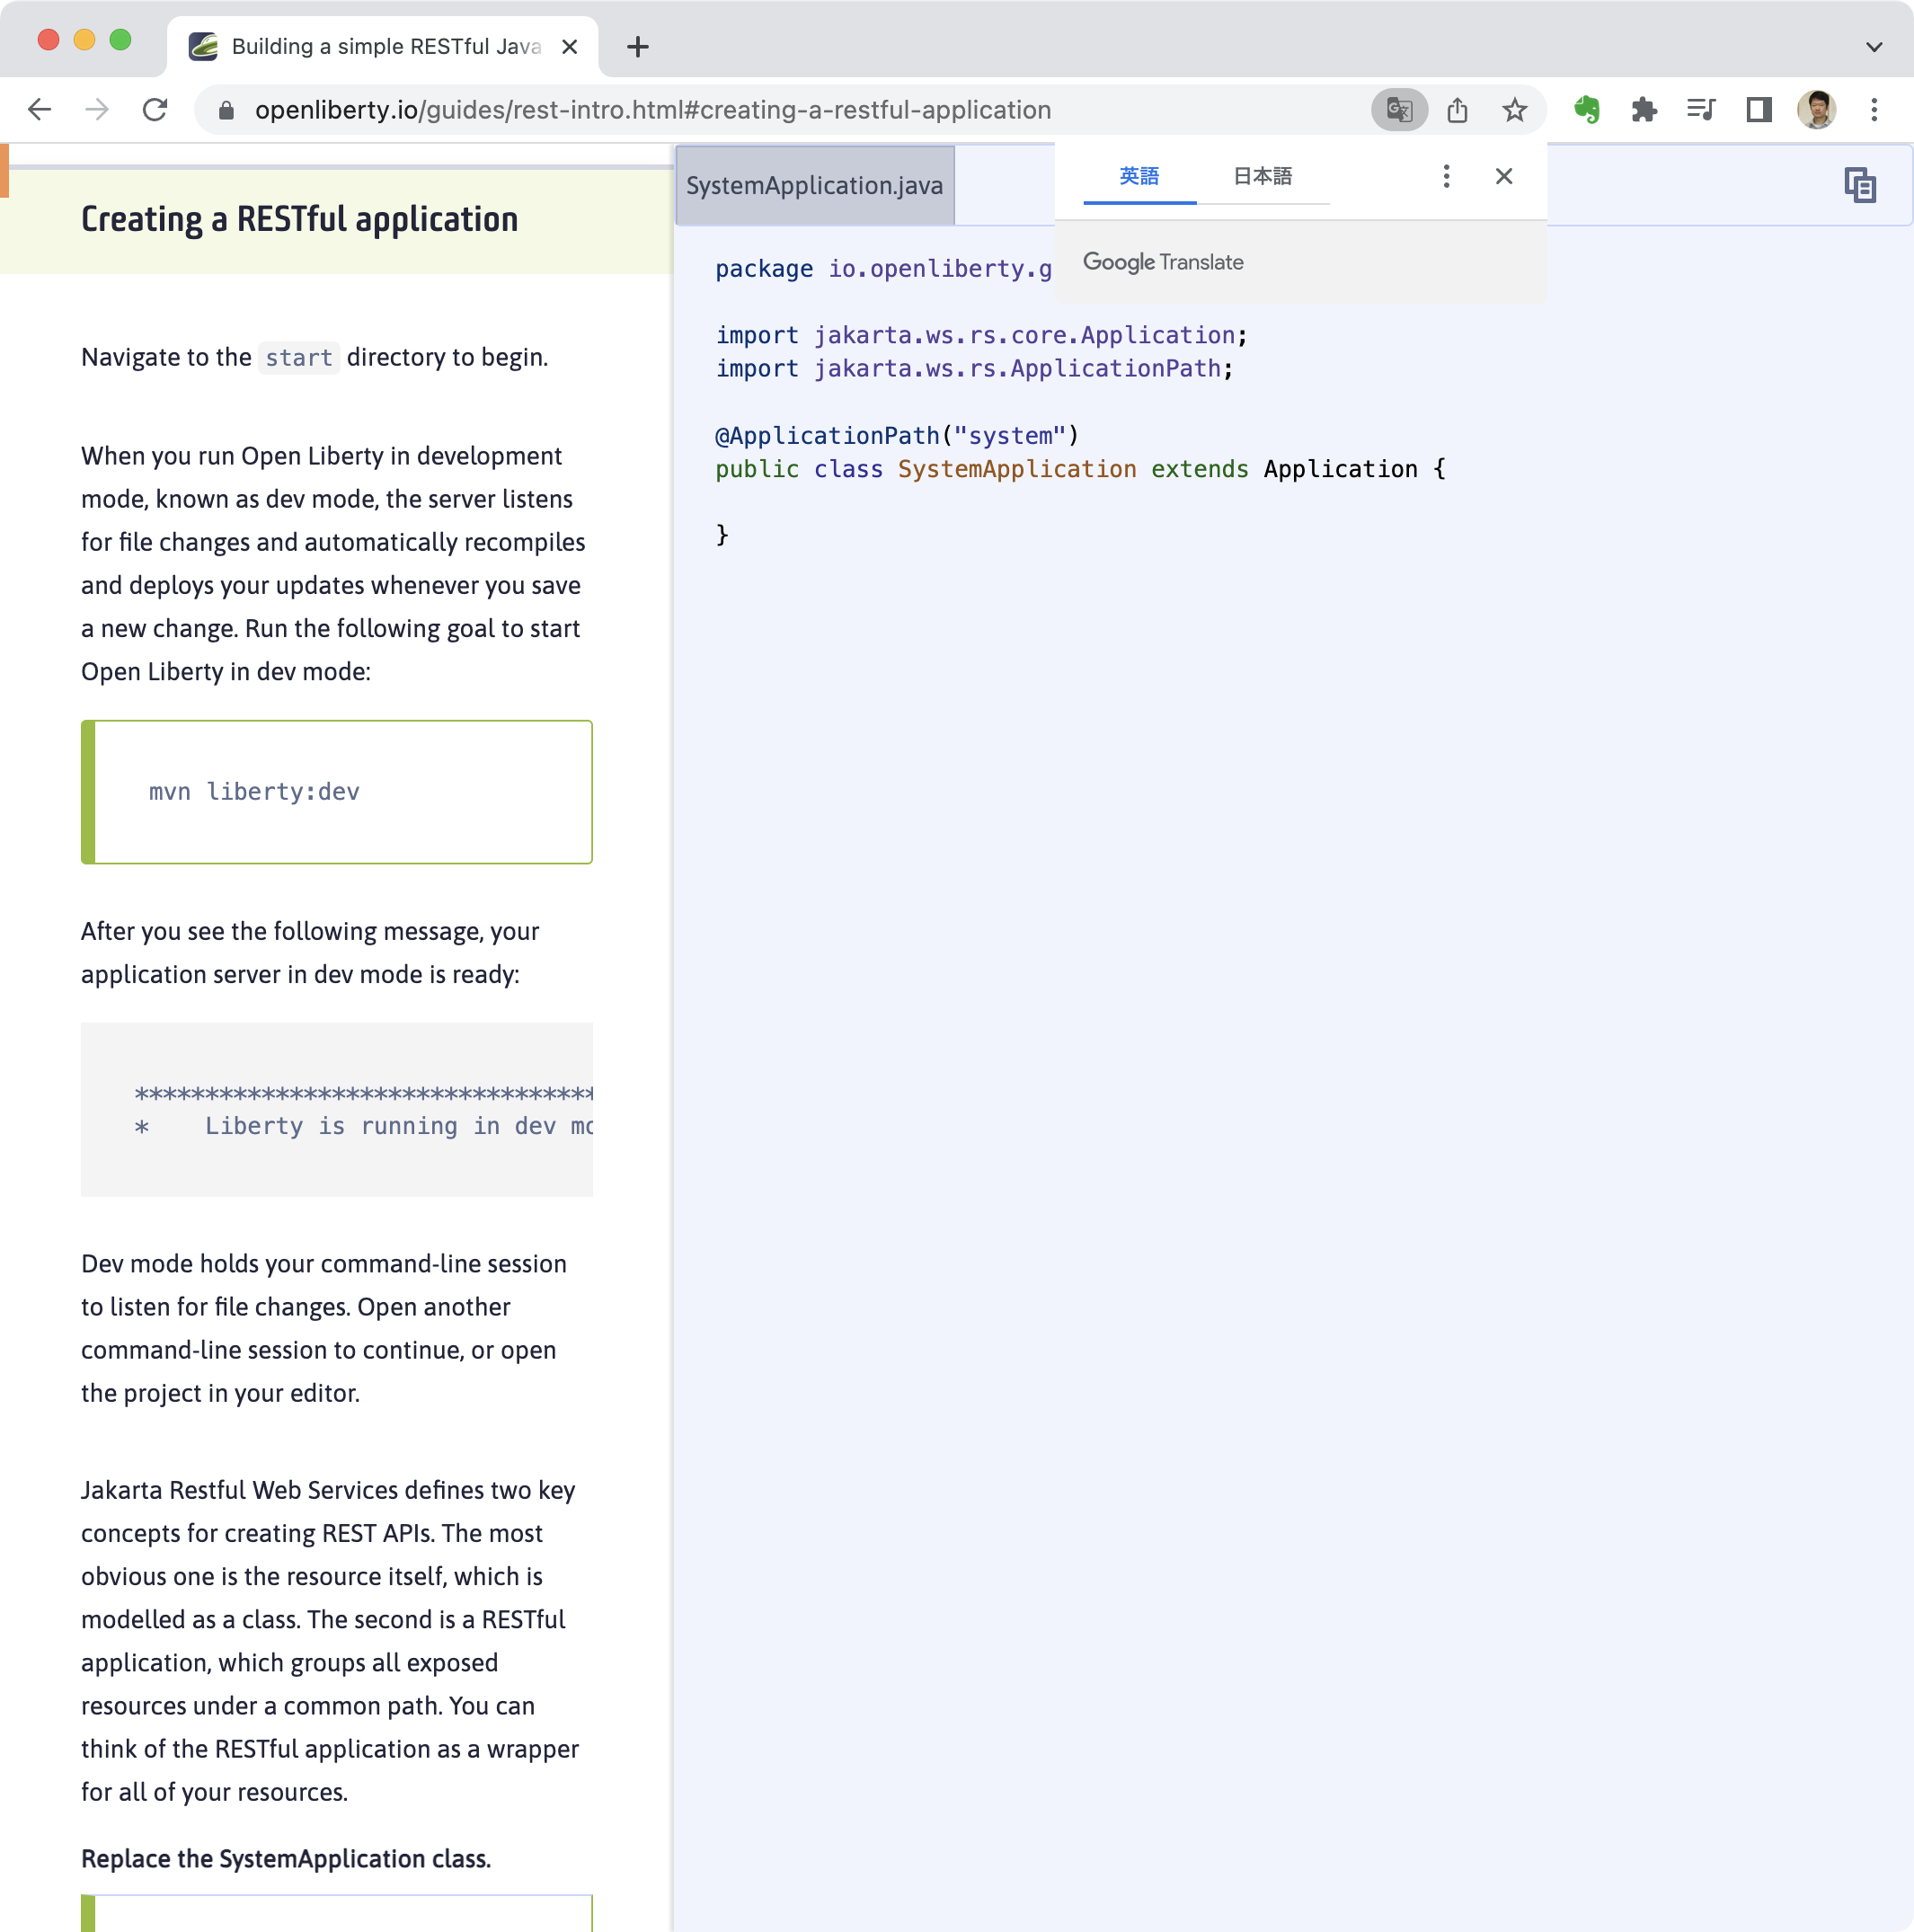 Building a simple RESTful Java
openliberty.io/guides/rest-intro.html#creating-a-restful-application
英語
日本語
Google Translate
Creating a RESTful application
Navigate to the start directory to begin.
When you run Open Liberty in development
mode, known as dev mode, the server listens
for file changes and automatically recompiles
and deploys your updates whenever you save
a new change. Run the following goal to start
Open Liberty in dev mode:
mvn liberty:dev
After you see the following message, your
application server in dev mode is ready:
*********************************
*    Liberty is running in dev mo
Dev mode holds your command-line session
to listen for file changes. Open another
command-line session to continue, or open
the project in your editor.
Jakarta Restful Web Services defines two key
concepts for creating REST APIs. The most
obvious one is the resource itself, which is
modelled as a class. The second is a RESTful
application, which groups all exposed
resources under a common path. You can
think of the RESTful application as a wrapper
for all of your resources.
Replace the SystemApplication class.
SystemApplication.java
package io.openliberty.g
import jakarta.ws.rs.core.Application;
import jakarta.ws.rs.ApplicationPath;
@ApplicationPath("system")
public class SystemApplication extends Application {
}